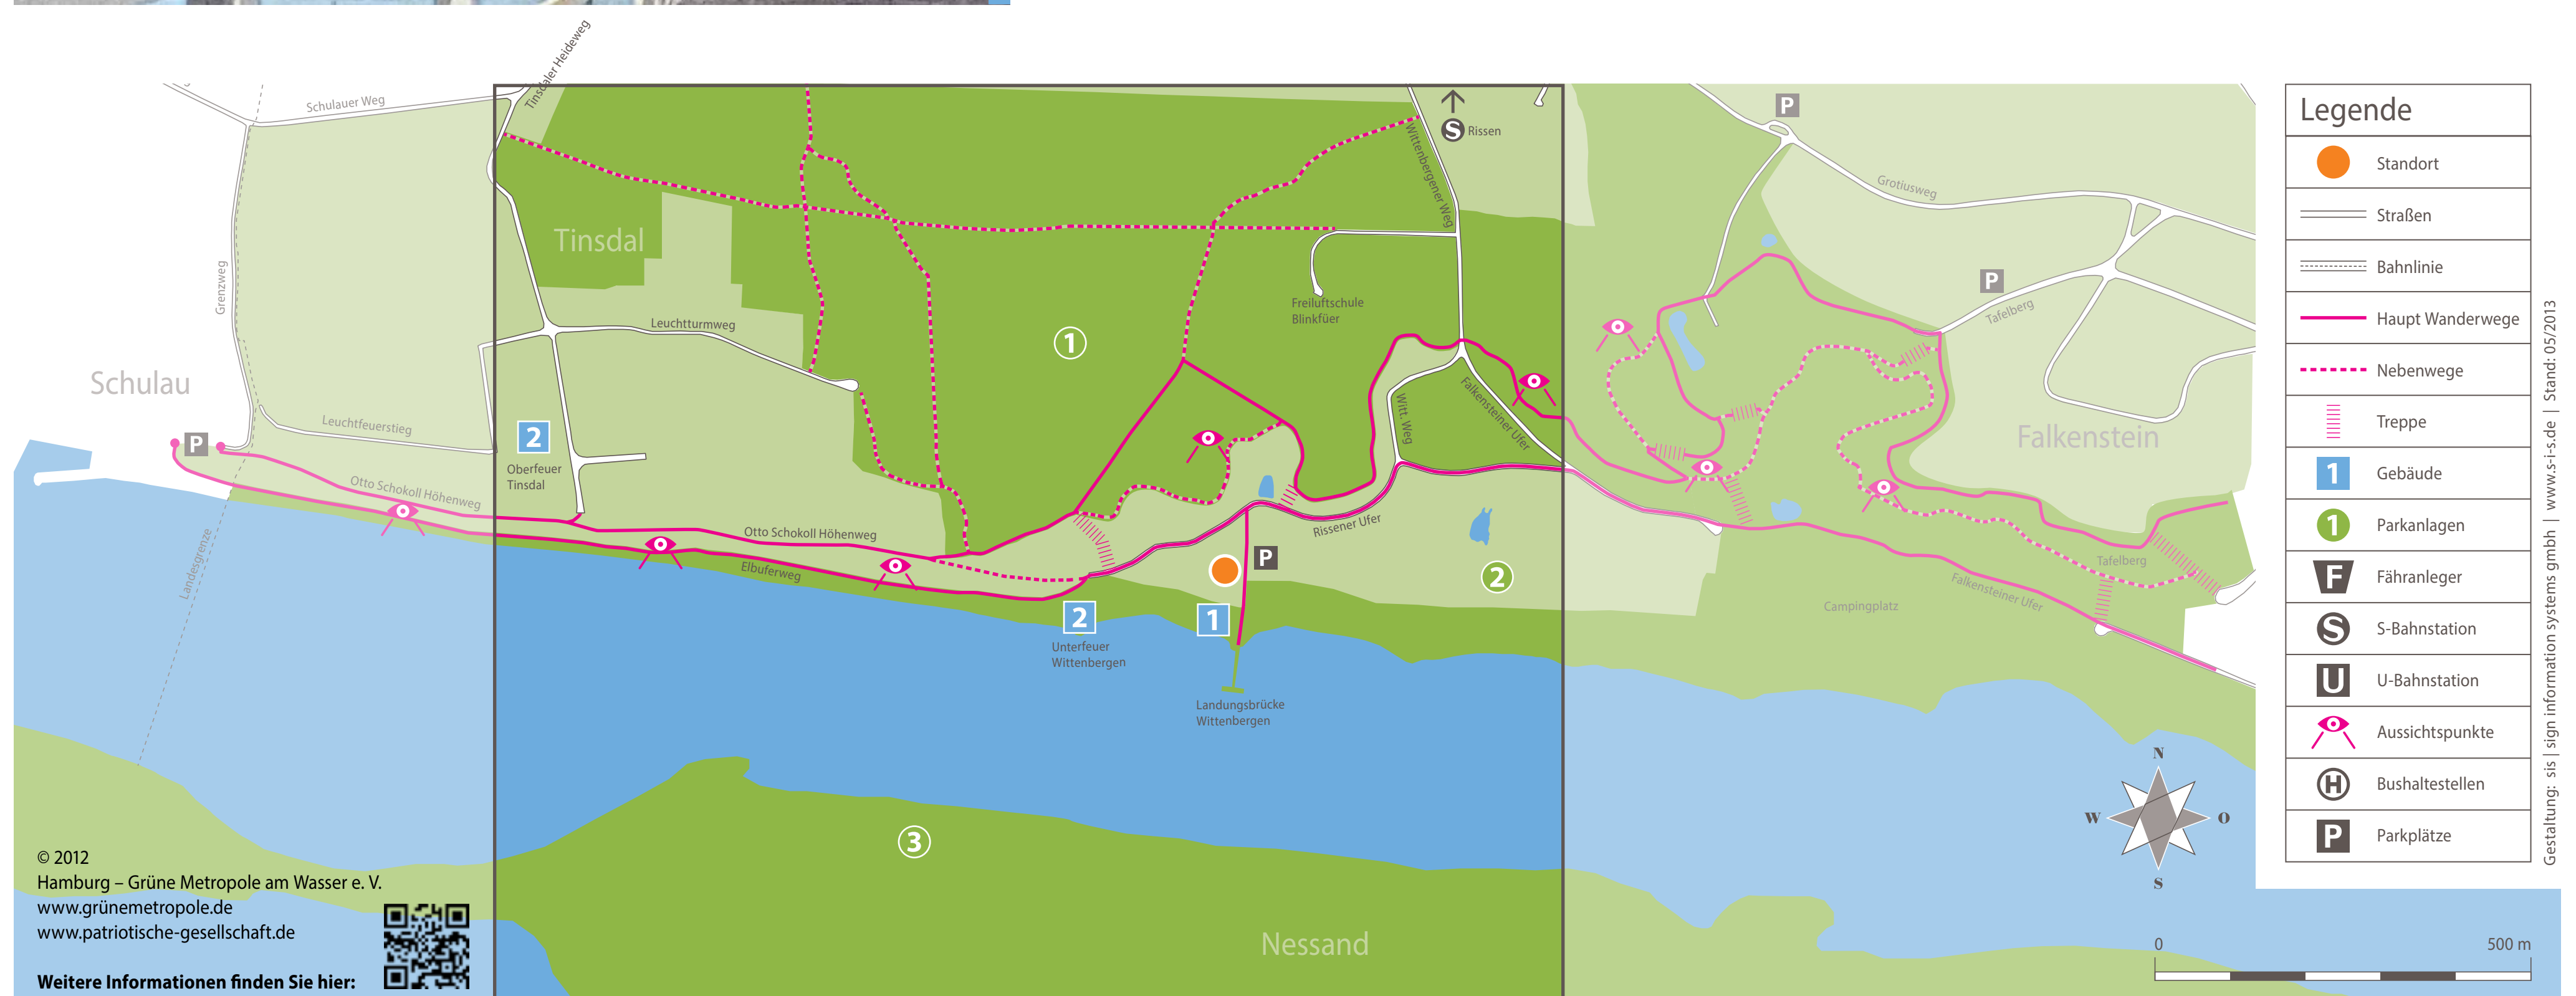 Tinsdaler Heideweg
Schulauer Weg
S Rissen
P
Grotiusweg
Wittenbergener Weg
Tinsdal
Grenzweg
P
Tafelberg
Freiluftschule
Blinkfüer
Leuchtturmweg
1
Schulau
Leuchtfeuerstieg
P
2
Oberfeuer
Tinsdal
Witt. Weg
Falkensteiner Ufer
Falkenstein
Otto Schokoll Höhenweg
Otto Schokoll Höhenweg
Rissener Ufer
Landesgrenze
Elbuferweg
P
2
Tafelberg
Falkensteiner Ufer
Campingplatz
2
Unterfeuer
Wittenbergen
1
Landungsbrücke
Wittenbergen
3
Nessand
N
W
O
S
0 500 m
© 2012
Hamburg – Grüne Metropole am Wasser e. V.
www.grünemetropole.de
www.patriotische-gesellschaft.de
Weitere Informationen finden Sie hier:
Legende
Standort
Straßen
Bahnlinie
Haupt Wanderwege
Nebenwege
Treppe
1 Gebäude
1 Parkanlagen
F Fähranleger
S S-Bahnstation
U U-Bahnstation
Aussichtspunkte
H Bushaltestellen
P Parkplätze
Gestaltung: sis | sign information systems gmbh | www.s-i-s.de | Stand: 05/2013